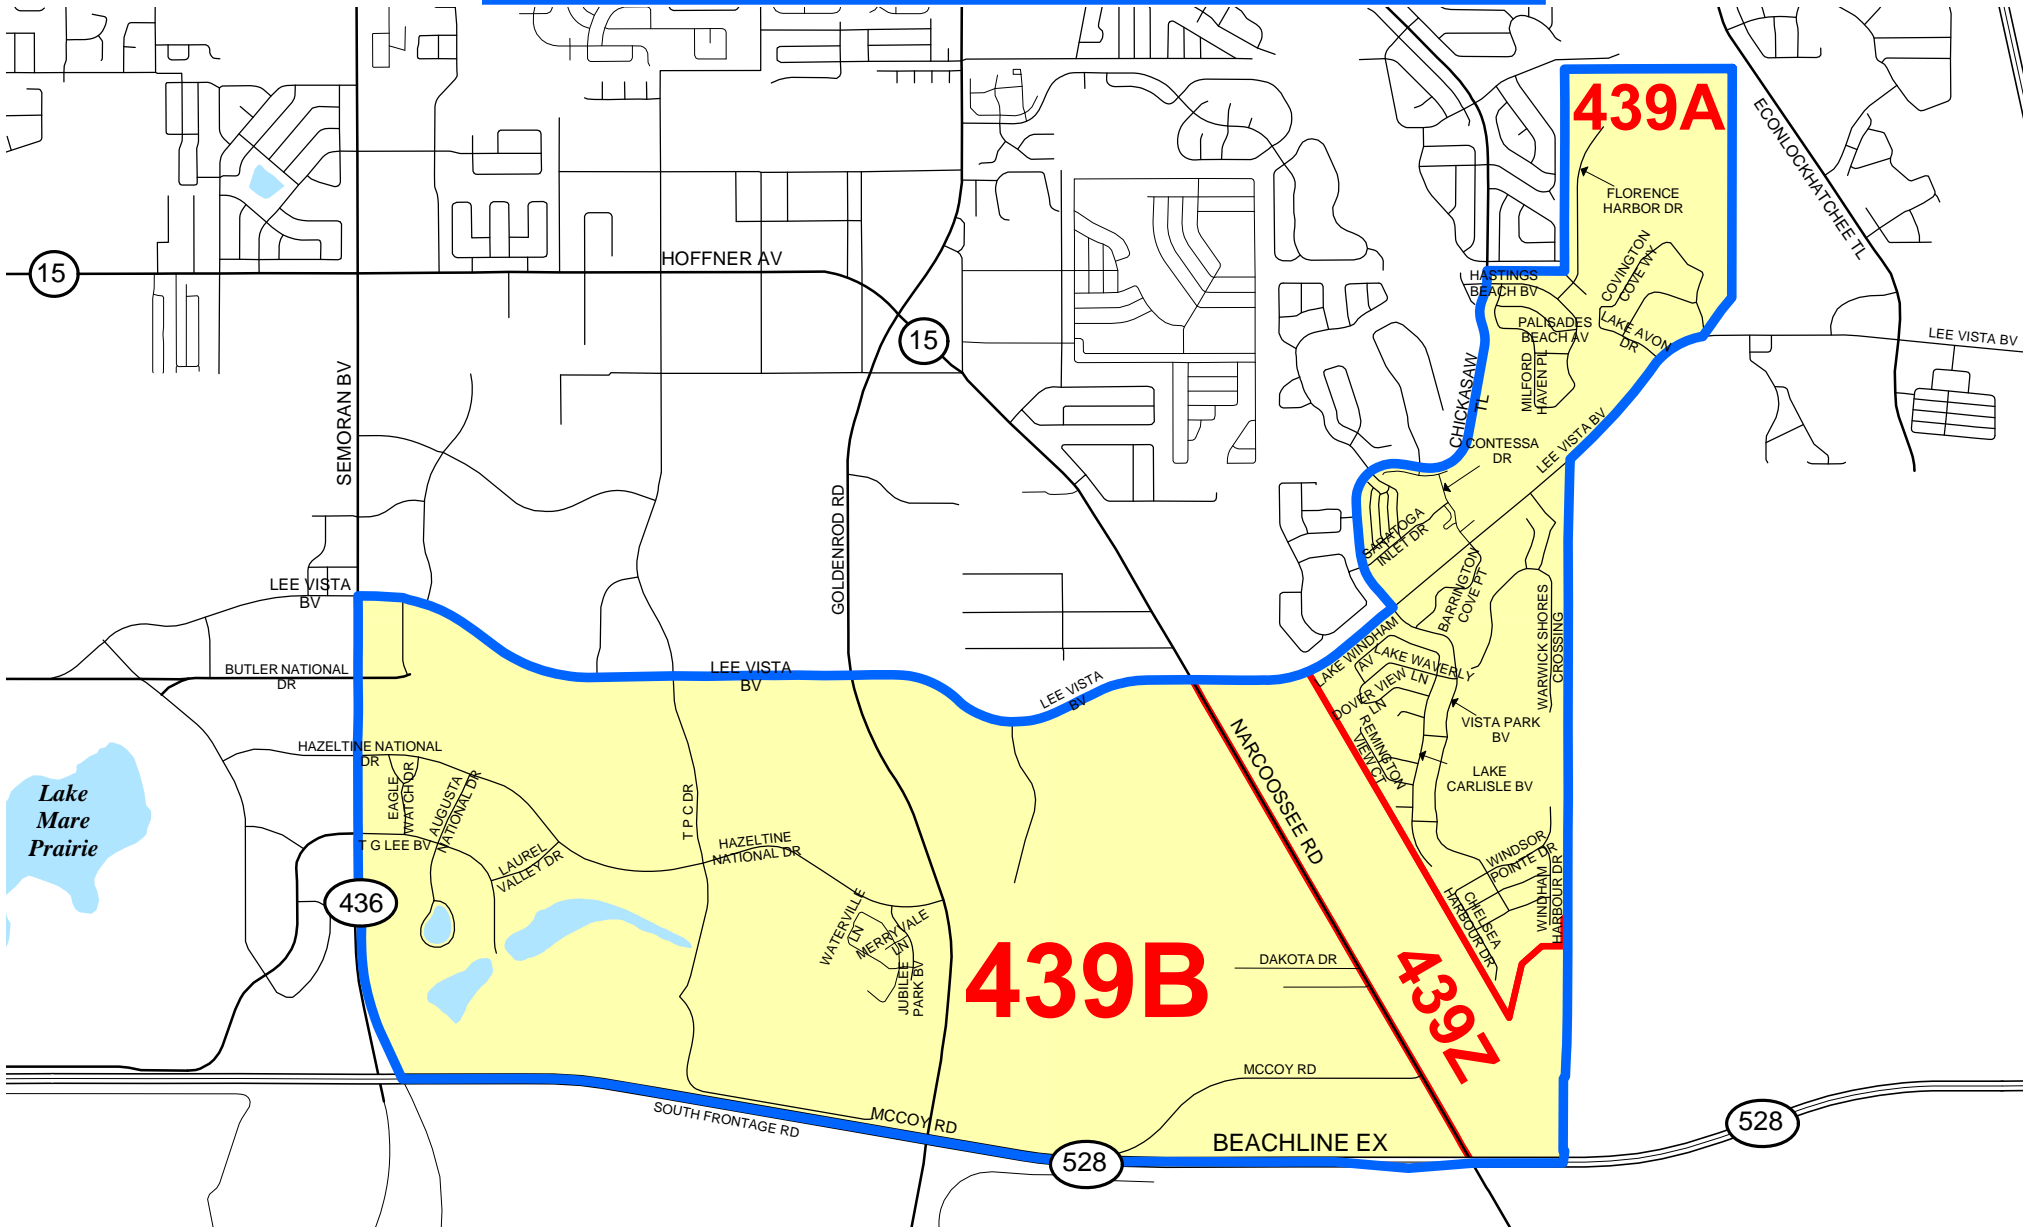 439A
ECONLOCKHATCHEE TL
FLORENCE
HARBOR DR
15
HOFFNER AV
COVINGTON
COVE WY
HASTINGS
BEACH BV
PALISADES
BEACH AV
LAKE AVON
DR
LEE VISTA BV
15
SEMORAN BV
MILFORD
HAVEN PL
CHICKASAW
TL
CONTESSA
DR
LEE VISTA BV
GOLDENROD RD
SARATOGA
INLET DR
LEE VISTA
BV
BARRINGTON
COVE PT
WARWICK SHORES
CROSSING
LAKE WINDHAM
AV
LAKE WAVERLY
LN
BUTLER NATIONAL
DR
LEE VISTA
BV
LEE VISTA
BV
DOVER VIEW
LN
REMINGTON
VIEW CT
VISTA PARK
BV
NARCOOSSEE RD
LAKE
CARLISLE BV
HAZELTINE NATIONAL
DR
EAGLE
WATCH DR
AUGUSTA
NATIONAL DR
T P C DR
Lake
Mare
Prairie
T G LEE BV
LAUREL
VALLEY DR
HAZELTINE
NATIONAL DR
WINDSOR
POINTE DR
WINDHAM
HARBOUR DR
CHELSEA
HARBOUR DR
436
WATERVILLE
LN
MERRYVALE
LN
JUBILEE
PARK BV
439B
DAKOTA DR
439Z
MCCOY RD
SOUTH FRONTAGE RD
MCCOY RD
BEACHLINE EX
528
528